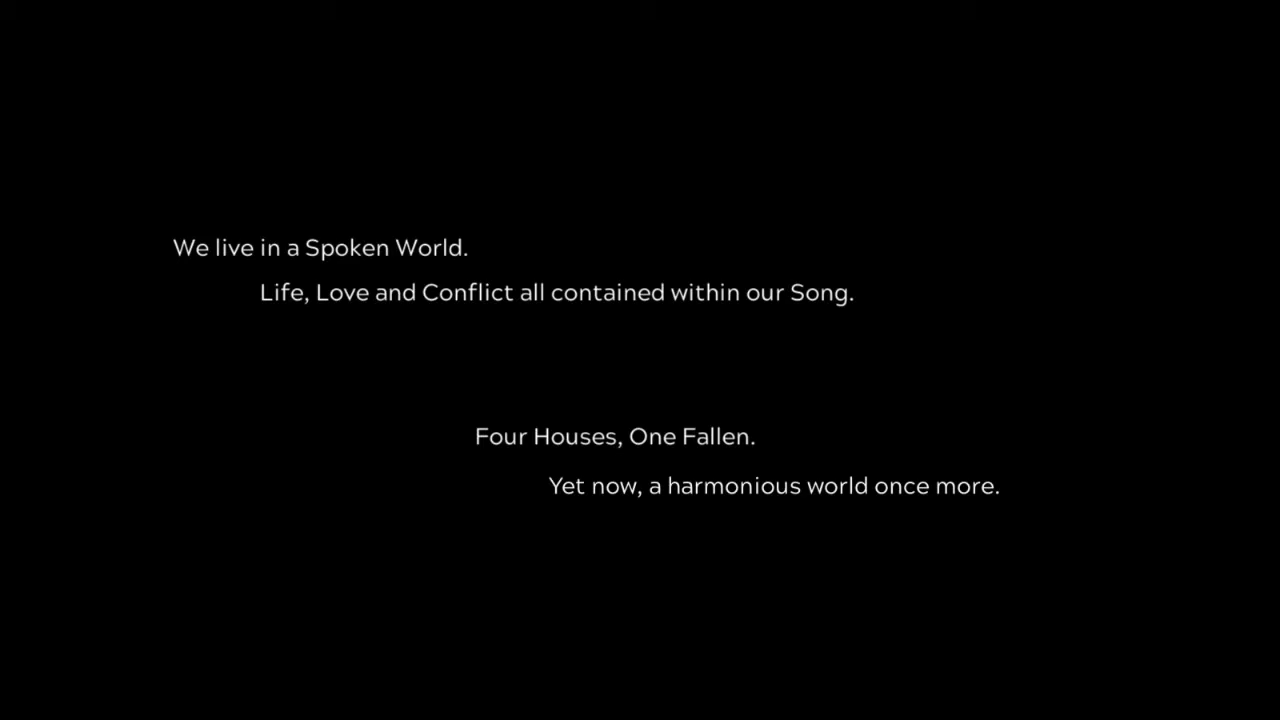 We live in a Spoken World.
Life, Love and Conflict all contained within our Song.
Four Houses, One Fallen.
Yet now, a harmonious world once more.